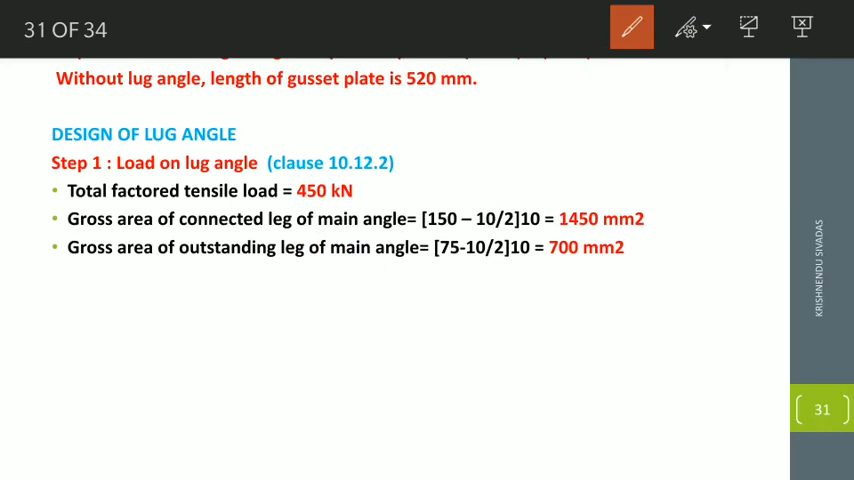 31 OF 34
Without lug angle, length of gusset plate is 520 mm.
DESIGN OF LUG ANGLE
Step 1 : Load on lug angle (clause 10.12.2)
• Total factored tensile load = 450 kN
• Gross area of connected leg of main angle= [150 – 10/2]10 = 1450 mm2
• Gross area of outstanding leg of main angle= [75-10/2]10 = 700 mm2
KRISHNENDU SIVADAS
31